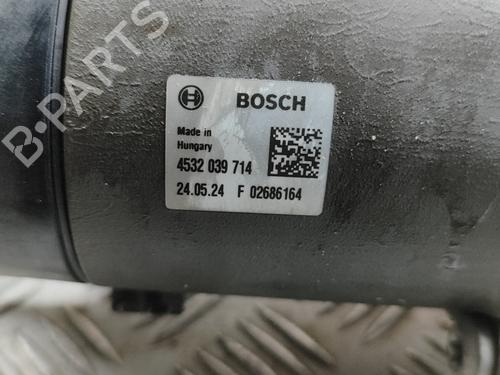 B-PARTS
BOSCH
Made in
Hungary
4532 039 714
24.05.24 F 02686164